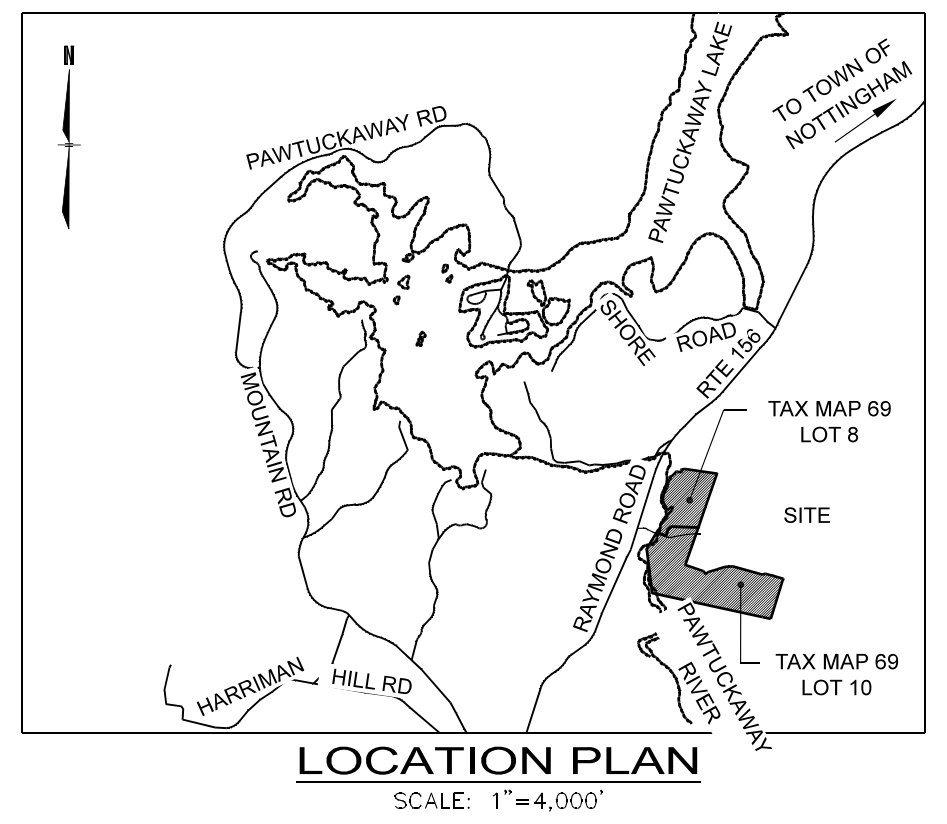 N
PAWTUCKAWAY RD
PAWTUCKAWAY LAKE
TO TOWN OF
NOTTINGHAM
SHORE
ROAD
RTE 156
MOUNTAIN RD
TAX MAP 69
LOT 8
SITE
RAYMOND ROAD
PAWTUCKAWAY
RIVER
TAX MAP 69
LOT 10
HARRIMAN
HILL RD
LOCATION PLAN
SCALE: 1"=4,000'